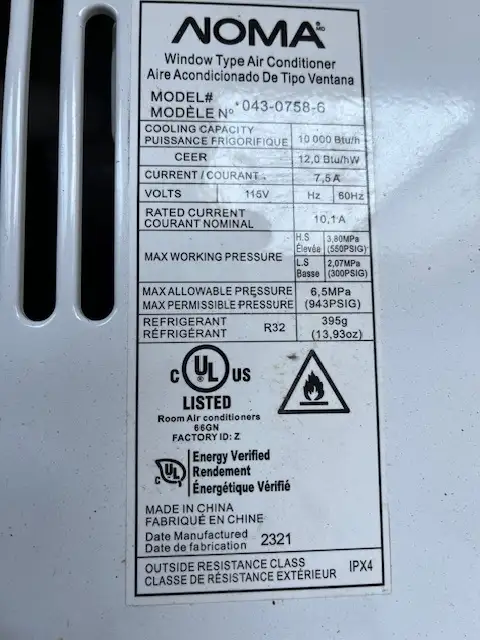 NOMA MD
Window Type Air Conditioner
Aire Acondicionado De Tipo Ventana
MODEL#
MODÈLE Nº 043-0758-6
COOLING CAPACITY
PUISSANCE FRIGORIFIQUE 10 000 Btu/h
CEER 12,0 Btu/hW
CURRENT / COURANT 7,5A
VOLTS 115V Hz 60Hz
RATED CURRENT
COURANT NOMINAL 10,1A
MAX WORKING PRESSURE
H.S Élevée 3,80MPa (550PSIG)
L.S Basse 2,07MPa (300PSIG)
MAX ALLOWABLE PRESSURE
MAX PERMISSIBLE PRESSURE
6,5MPa
(943PSIG)
REFRIGERANT
RÉFRIGÉRANT R32
395g
(13,93oz)
C UL US
®
LISTED
Room Air conditioners
66GN
FACTORY ID: Z
c UL
Energy Verified
Rendement
Énergétique Vérifié
MADE IN CHINA
FABRIQUÉ EN CHINE
Date Manufactured
Date de fabrication 2321
OUTSIDE RESISTANCE CLASS
CLASSE DE RÉSISTANCE EXTÉRIEUR IPX4